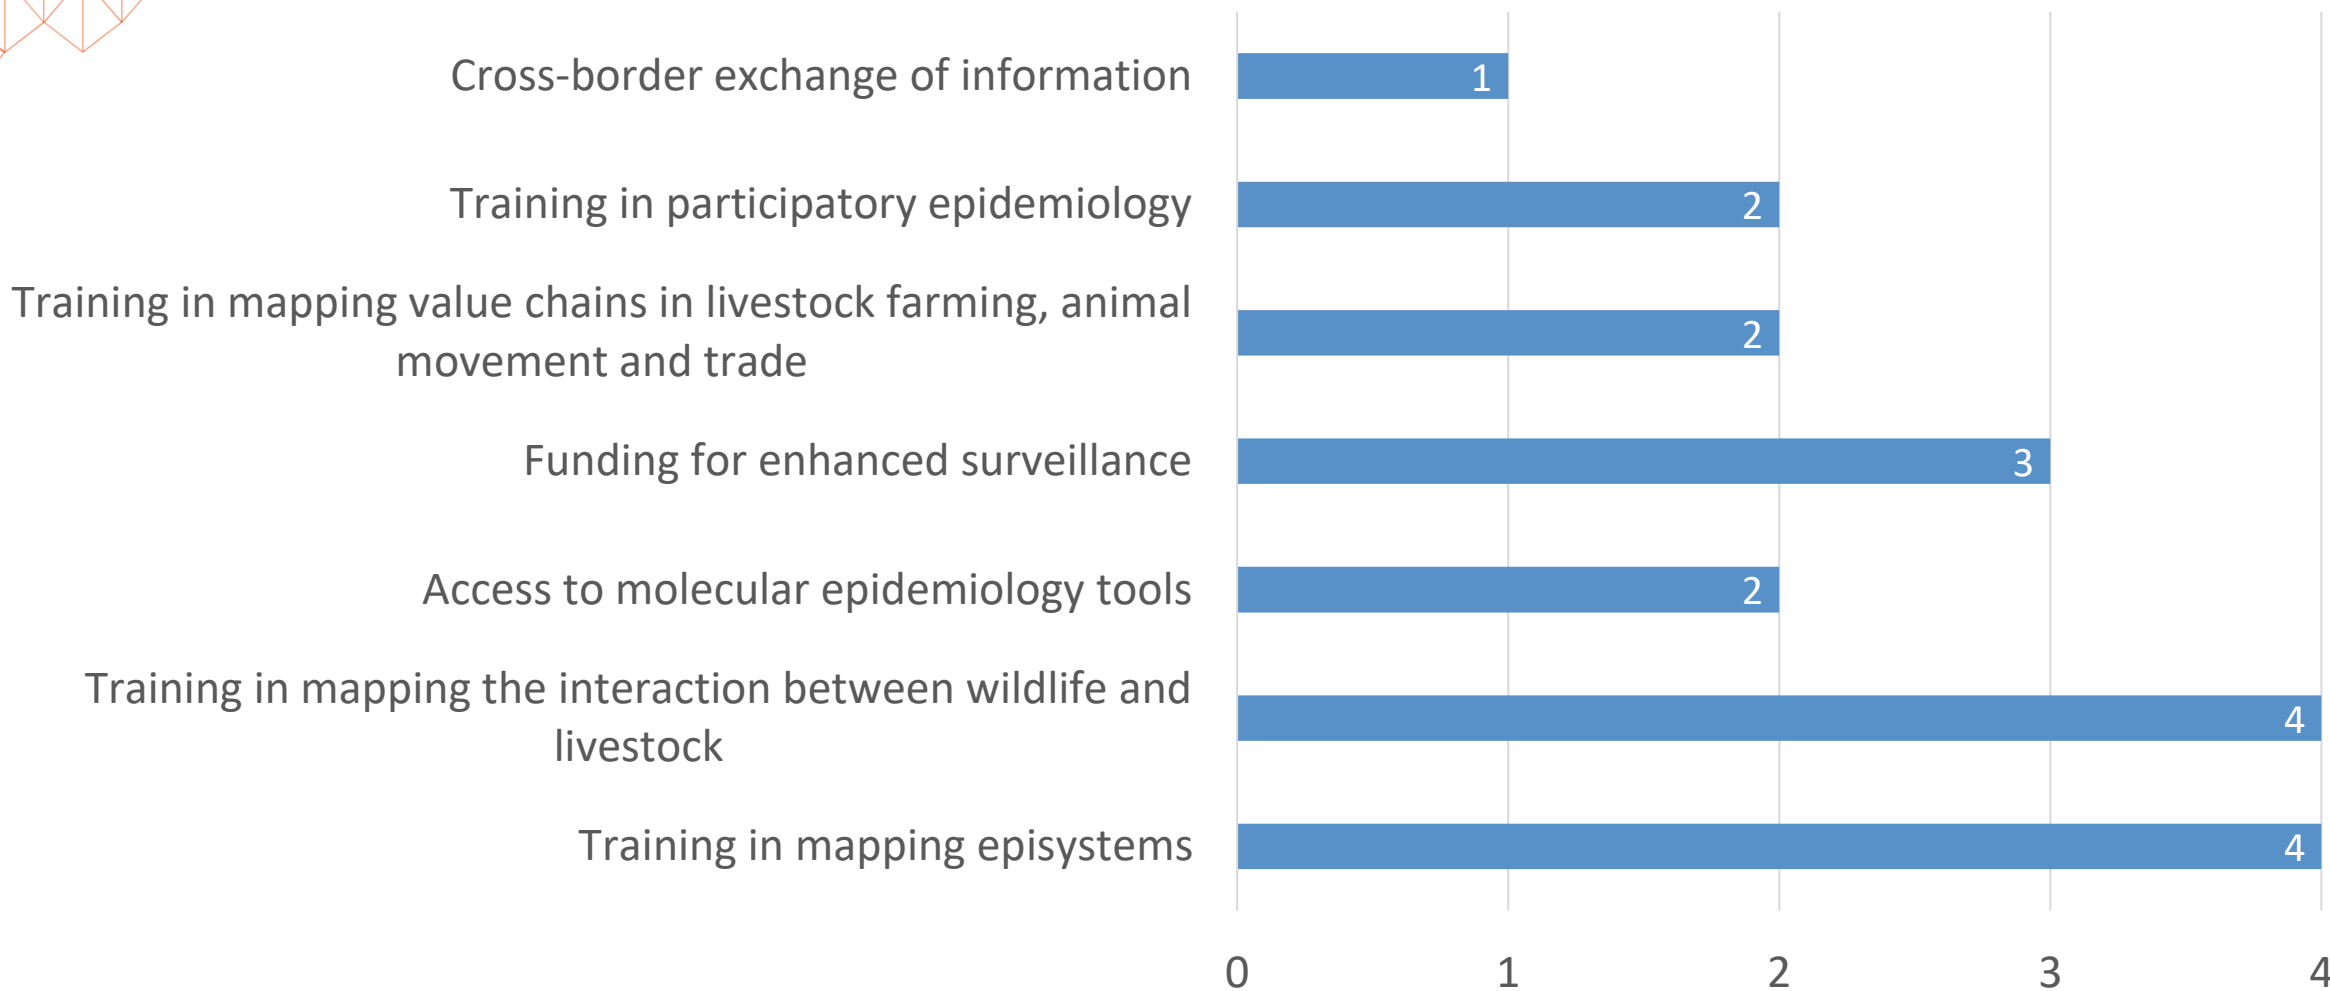 Cross-border exchange of information
1
Training in participatory epidemiology
2
Training in mapping value chains in livestock farming, animal
movement and trade
2
Funding for enhanced surveillance
3
Access to molecular epidemiology tools
2
Training in mapping the interaction between wildlife and
livestock
4
Training in mapping episystems
4
0 1 2 3 4